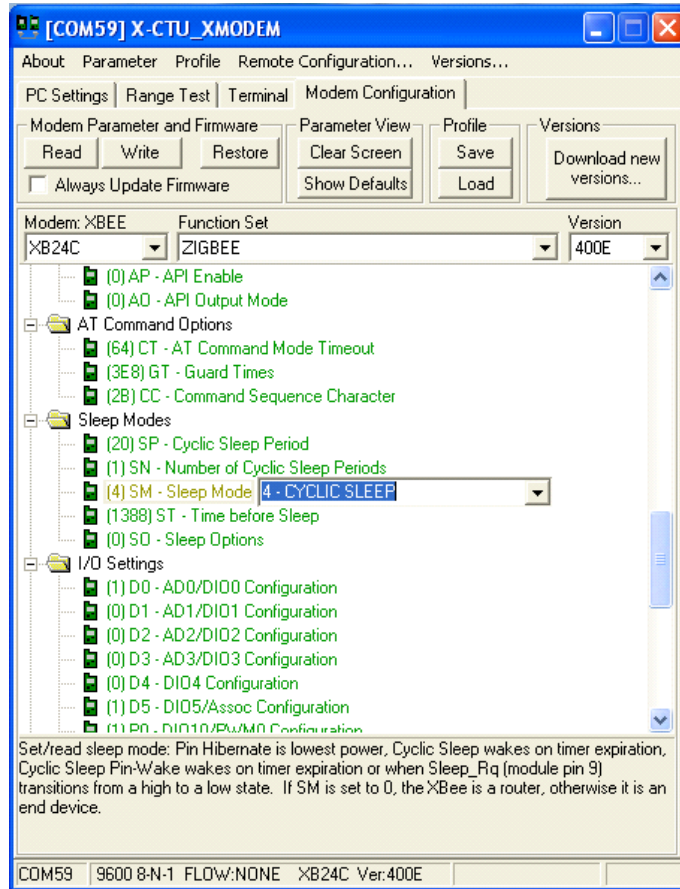 [COM59] X-CTU_XMODEM
About Parameter Profile Remote Configuration... Versions...
PC Settings Range Test Terminal Modem Configuration
Modem Parameter and Firmware Parameter View Profile Versions
Read Write Restore Clear Screen Save Download new versions...
Always Update Firmware Show Defaults Load
Modem: XBEE Function Set Version
XB24C ZIGBEE 400E
(0) AP - API Enable
(0) AO - API Output Mode
AT Command Options
(64) CT - AT Command Mode Timeout
(3E8) GT - Guard Times
(2B) CC - Command Sequence Character
Sleep Modes
(20) SP - Cyclic Sleep Period
(1) SN - Number of Cyclic Sleep Periods
(4) SM - Sleep Mode 4 - CYCLIC SLEEP
(1388) ST - Time before Sleep
(0) SO - Sleep Options
I/O Settings
(1) D0 - AD0/DIO0 Configuration
(0) D1 - AD1/DIO1 Configuration
(0) D2 - AD2/DIO2 Configuration
(0) D3 - AD3/DIO3 Configuration
(0) D4 - DIO4 Configuration
(1) D5 - DIO5/Assoc Configuration
(1) P0 - DIO10/PWM0 Configuration
Set/read sleep mode: Pin Hibernate is lowest power, Cyclic Sleep wakes on timer expiration,
Cyclic Sleep Pin-Wake wakes on timer expiration or when Sleep_Rq (module pin 9)
transitions from a high to a low state. If SM is set to 0, the XBee is a router, otherwise it is an
end device.
COM59 9600 8-N-1 FLOW:NONE XB24C Ver:400E